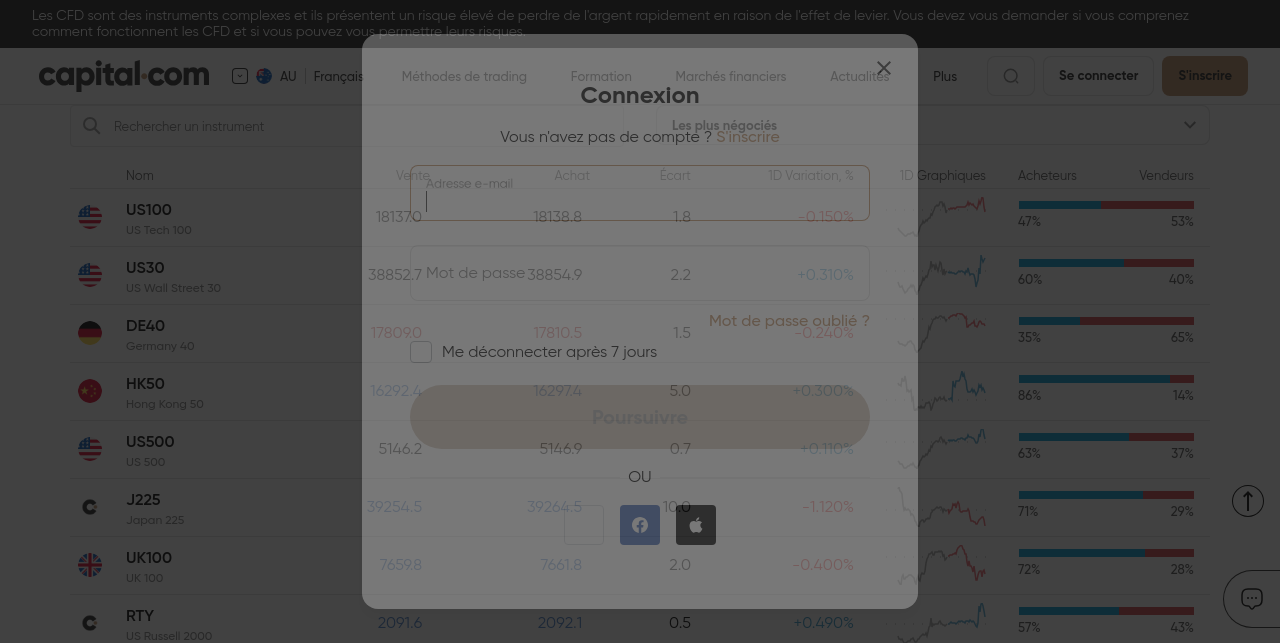 Les CFD sont des instruments complexes et ils présentent un risque élevé de perdre de l'argent rapidement en raison de l'effet de levier. Vous devez vous demander si vous comprenez
comment fonctionnent les CFD et si vous pouvez vous permettre leurs risques.
capital.com AU Français Méthodes de trading Formation Marchés financiers Actualités Plus Se connecter S'inscrire
Connexion
Rechercher un instrument Les plus négociés
Vous n'avez pas de compte ? S'inscrire
Nom Vente Achat Écart 1D Variation, % 1D Graphiques Acheteurs Vendeurs
Adresse e-mail
US100 18137.0 18138.8 1.8 -0.150% 47% 53%
US Tech 100
US30 38852.7 38854.9 2.2 +0.310% 60% 40%
US Wall Street 30
Mot de passe
Mot de passe oublié ?
DE40 17809.0 17810.5 1.5 -0.240% 35% 65%
Germany 40
Me déconnecter après 7 jours
HK50 16292.4 16297.4 5.0 +0.300% 86% 14%
Hong Kong 50
Poursuivre
US500 5146.2 5146.9 0.7 +0.110% 63% 37%
US 500
OU
J225 39254.5 39264.5 10.0 -1.120% 71% 29%
Japan 225
UK100 7659.8 7661.8 2.0 -0.400% 72% 28%
UK 100
RTY 2091.6 2092.1 0.5 +0.490% 57% 43%
US Russell 2000